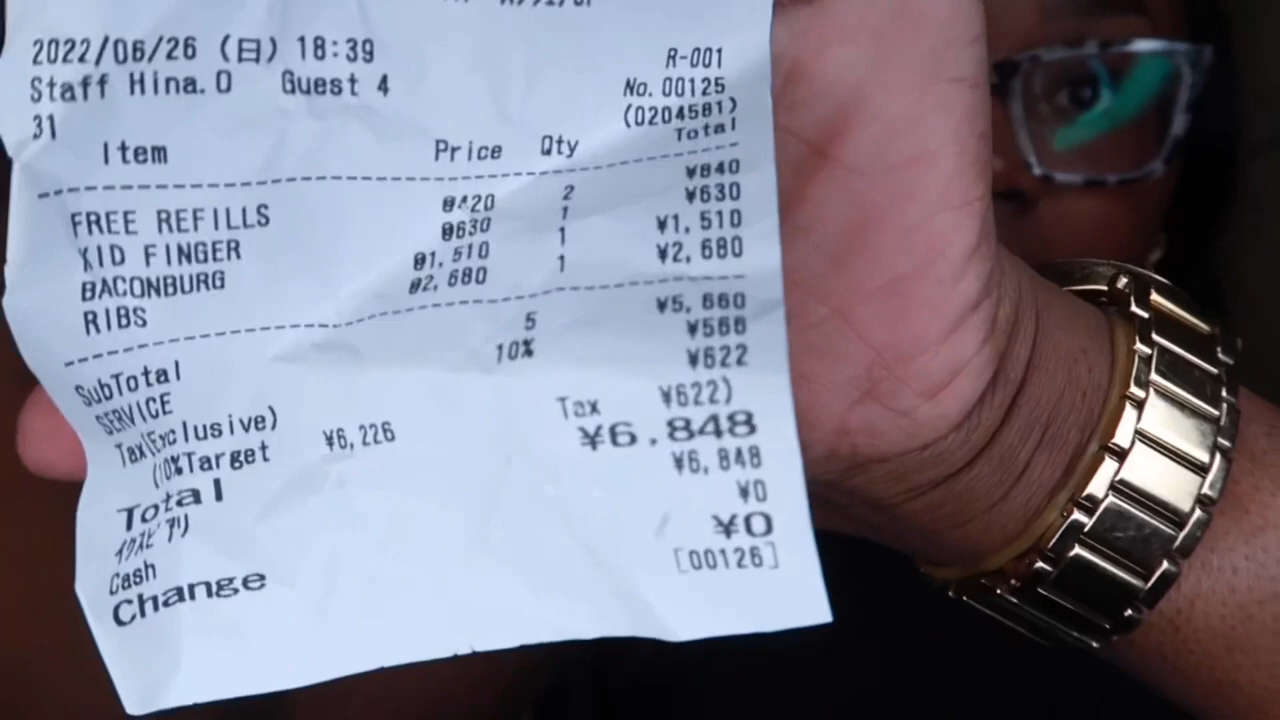 2022/06/26 (日) 18:39
R-001
Staff Hina.O Guest 4
No.00125
31
(0204581)
Item Price Qty Total
FREE REFILLS @420 2 ¥840
KID FINGER @630 1 ¥630
BACONBURG @1,510 1 ¥1,510
RIBS @2,680 1 ¥2,680
SubTotal 5 ¥5,660
SERVICE 10% ¥566
Tax(Exclusive) ¥622
(10%Target ¥6,226 Tax ¥622)
Total ¥6,848
イクスピアリ ¥6,848
Cash ¥0
Change ¥0
[00126]